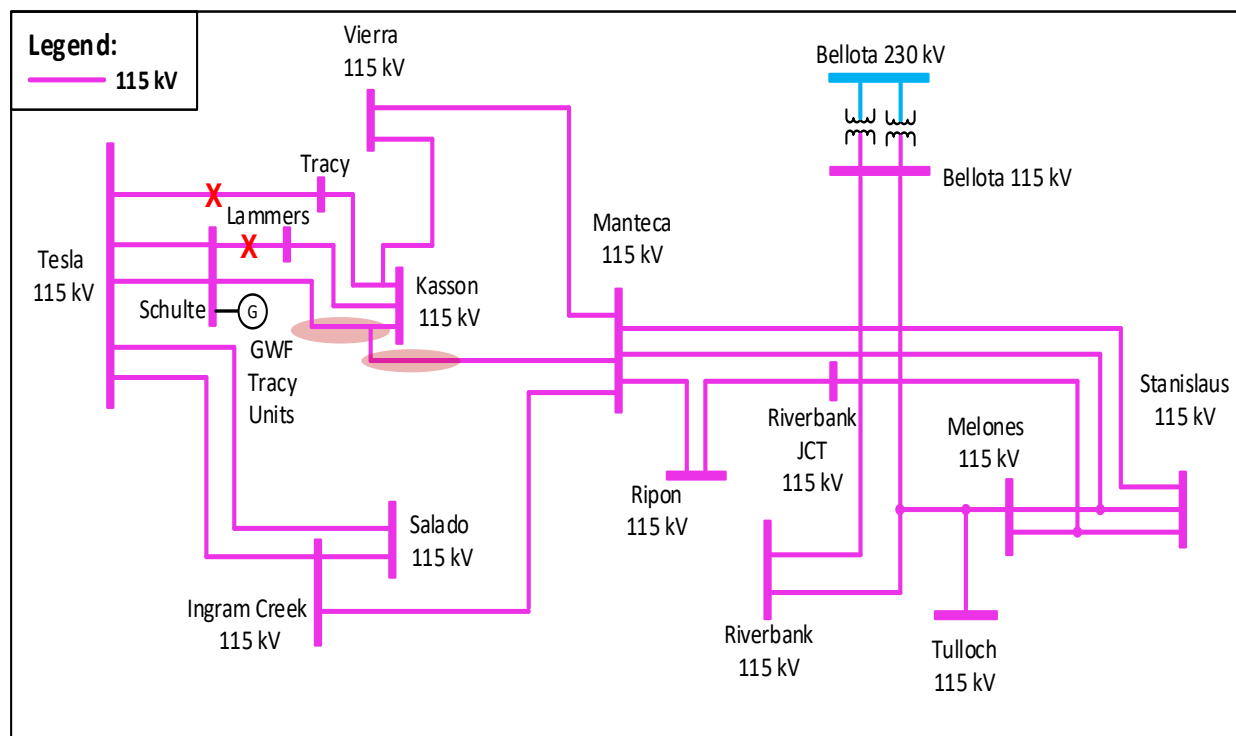 Legend:
115 kV
Vierra
115 kV
Bellota 230 kV
Bellota 115 kV
X
Tracy
Lammers
X
Tesla
115 kV
Manteca
115 kV
Kasson
115 kV
Schulte
G
GWF
Tracy
Units
Stanislaus
115 kV
Riverbank
JCT
115 kV
Melones
115 kV
Ripon
115 kV
Salado
115 kV
Ingram Creek
115 kV
Riverbank
115 kV
Tulloch
115 kV